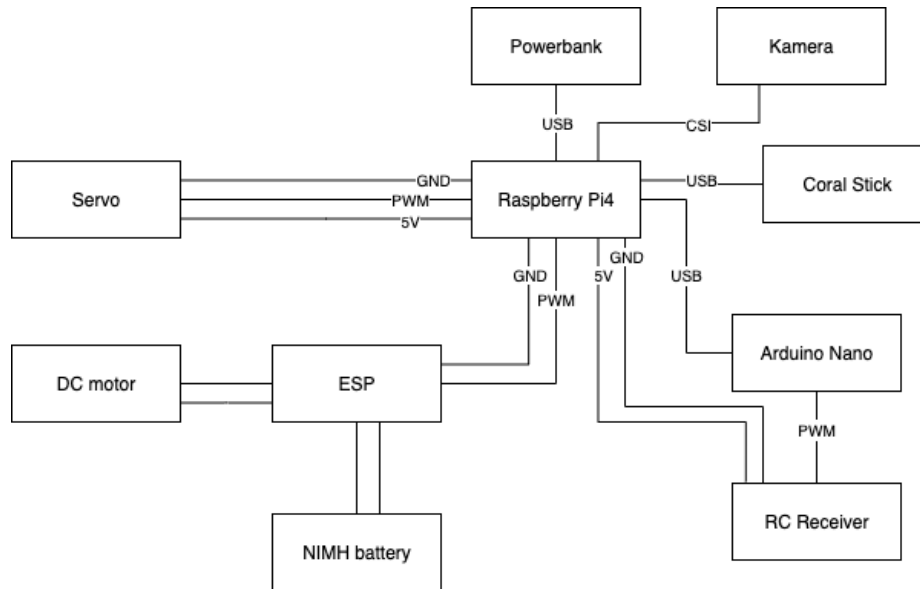 Powerbank
Kamera
USB
CSI
Servo
GND
PWM
5V
Raspberry Pi4
USB
Coral Stick
GND
PWM
5V
GND
USB
DC motor
ESP
Arduino Nano
PWM
NIMH battery
RC Receiver